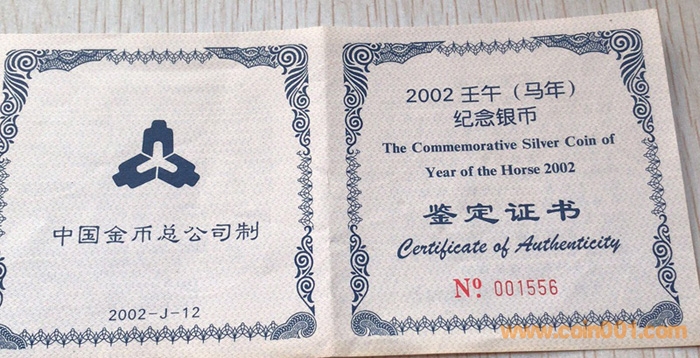 中国金币总公司制
2002-J-12
2002 壬午（马年）
纪念银币
The Commemorative Silver Coin of
Year of the Horse 2002
鉴定证书
Certificate of Authenticity
Nº 001556
www.coin001.com